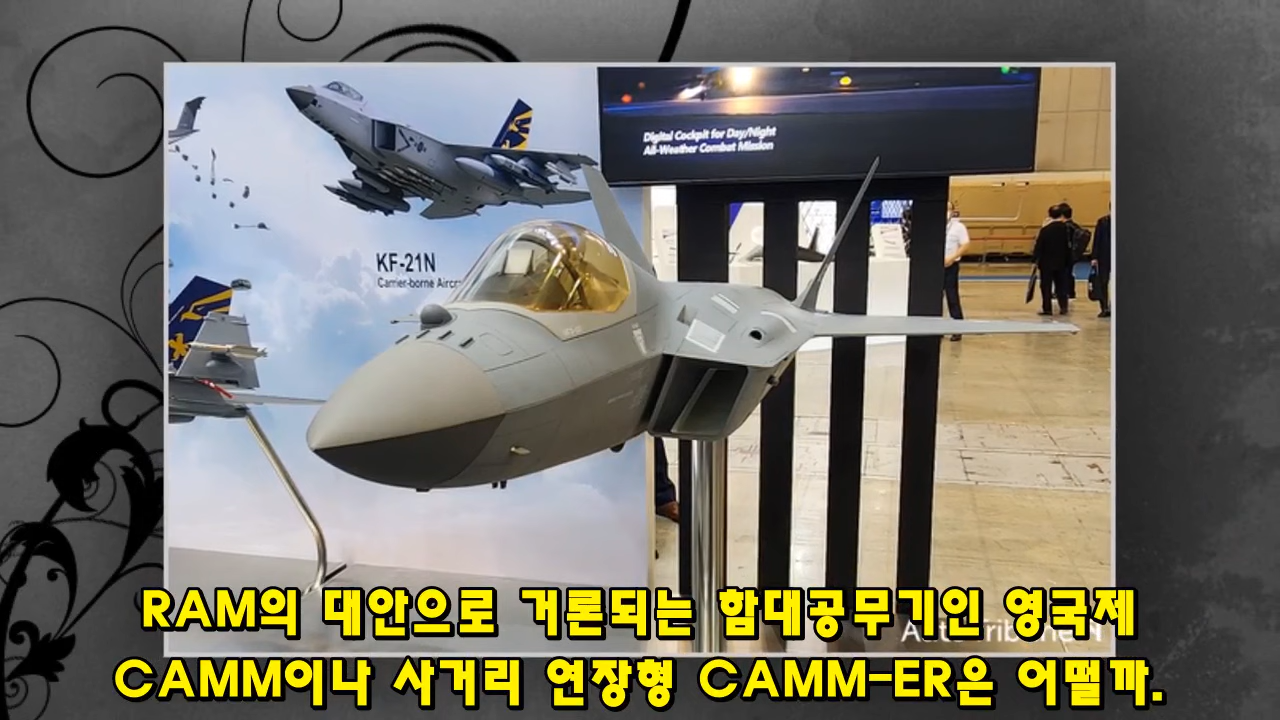 Digital Cockpit for Day/Night
All-Weather Combat Mission
KF-21N
Carrier-borne
RAM의 대안으로 거론되는 함대공무기인 영국제
CAMM이나 사거리 연장형 CAMM-ER은 어떨까.